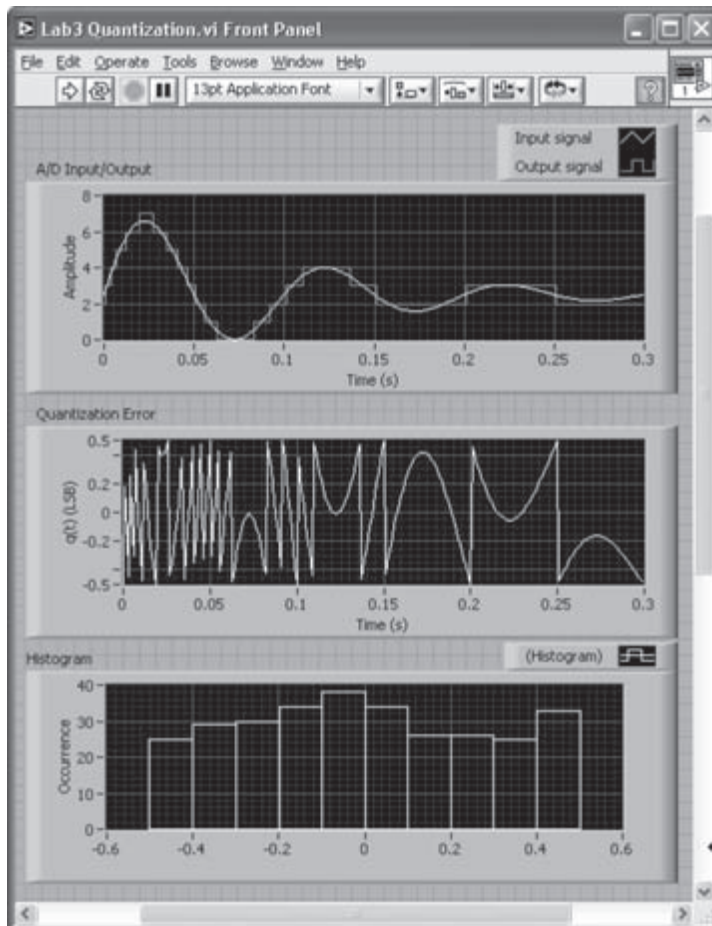 Lab3 Quantization.vi Front Panel
File Edit Operate Tools Browse Window Help
13pt Application Font
?
1
Input signal
Output signal
A/D Input/Output
Amplitude
8
6
4
2
0
0 0.05 0.1 0.15 0.2 0.25 0.3
Time (s)
Quantization Error
q(t) (LSB)
0.5
0.2
0
-0.2
-0.5
0 0.05 0.1 0.15 0.2 0.25 0.3
Time (s)
Histogram
(Histogram)
Occurrence
40
30
20
10
0
-0.6 -0.4 -0.2 0 0.2 0.4 0.6